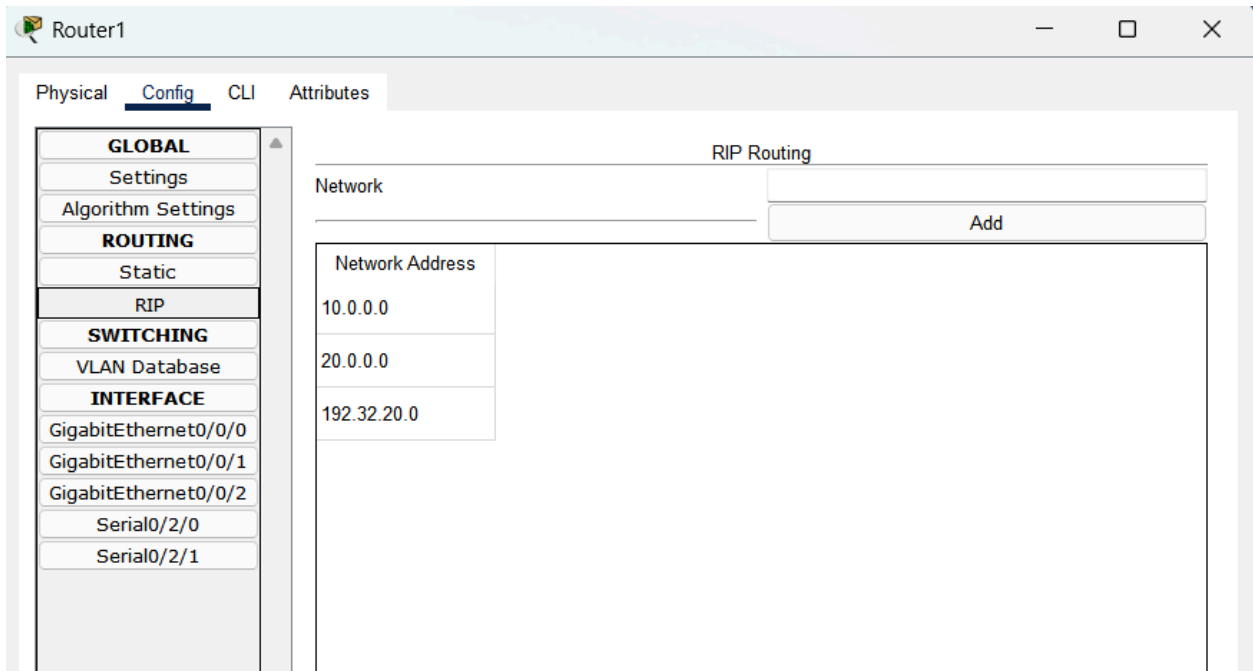 Router1
Physical Config CLI Attributes
GLOBAL
Settings
Algorithm Settings
ROUTING
Static
RIP
SWITCHING
VLAN Database
INTERFACE
GigabitEthernet0/0/0
GigabitEthernet0/0/1
GigabitEthernet0/0/2
Serial0/2/0
Serial0/2/1
RIP Routing
Network
Add
Network Address
10.0.0.0
20.0.0.0
192.32.20.0